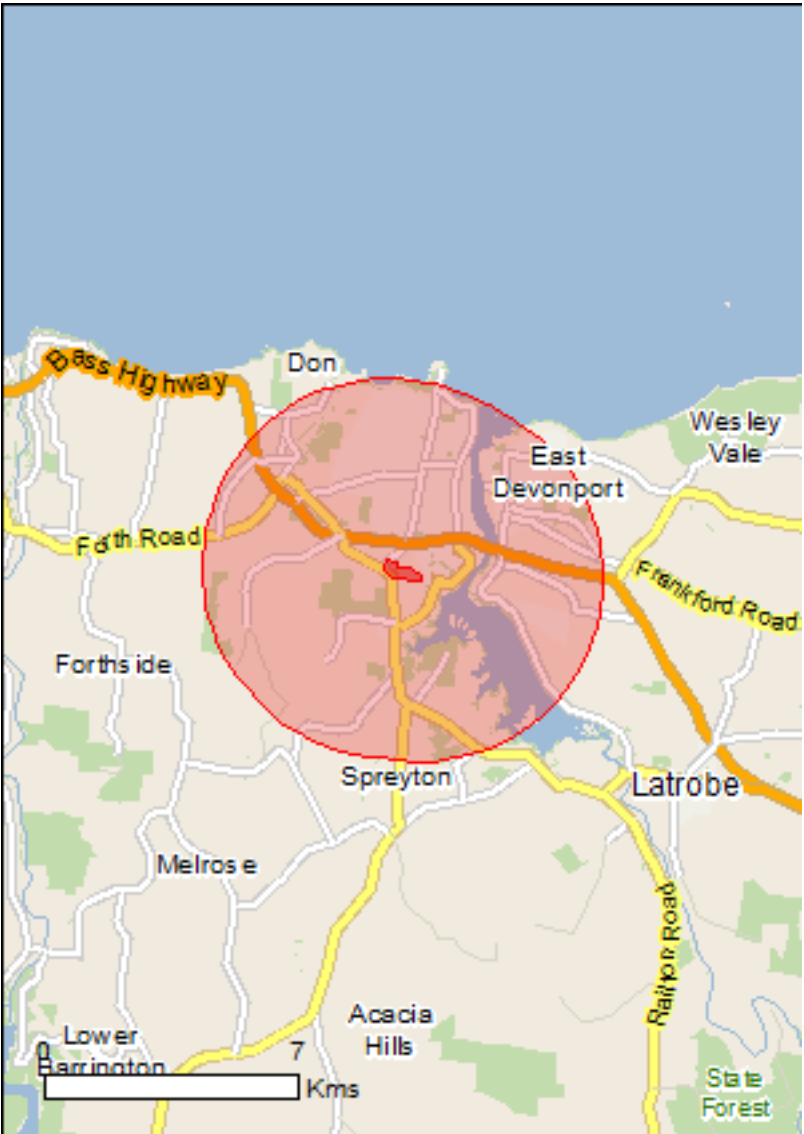 Don
Bass Highway
Wesley
Vale
East
Devonport
Forth Road
Frankford Road
Forthside
Spreyton
Latrobe
Melrose
Railton Road
Acacia
Hills
Lower
Barrington
0
7
Kms
State
Forest